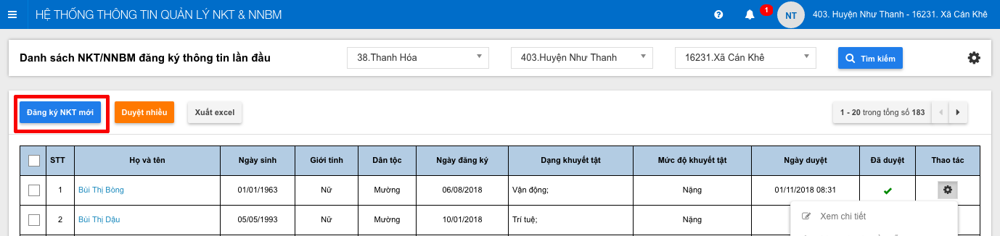 HỆ THỐNG THÔNG TIN QUẢN LÝ NKT & NNBM
1
NT
403. Huyện Như Thanh - 16231. Xã Cán Khê
Danh sách NKT/NNBM đăng ký thông tin lần đầu
38.Thanh Hóa
403.Huyện Như Thanh
16231.Xã Cán Khê
Tìm kiếm
Đăng ký NKT mới
Duyệt nhiều
Xuất excel
1 - 20 trong tổng số 183
STT Họ và tên Ngày sinh Giới tính Dân tộc Ngày đăng ký Dạng khuyết tật Mức độ khuyết tật Ngày duyệt Đã duyệt Thao tác
1 Bùi Thị Bòng 01/01/1963 Nữ Mường 06/08/2018 Vận động; Nặng 01/11/2018 08:31
2 Bùi Thị Dậu 05/05/1993 Nữ Mường 10/01/2018 Trí tuệ; Nặng
Xem chi tiết